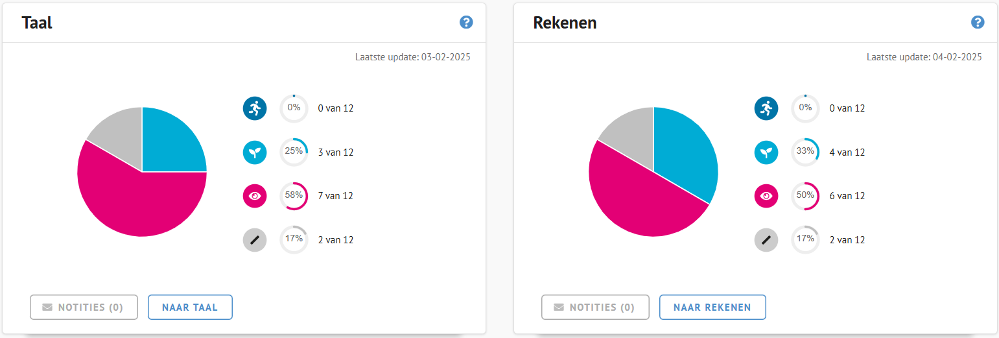 Taal
?
Laatste update: 03-02-2025
0% 0 van 12
25% 3 van 12
58% 7 van 12
17% 2 van 12
NOTITIES (0) NAAR TAAL
Rekenen
?
Laatste update: 04-02-2025
0% 0 van 12
33% 4 van 12
50% 6 van 12
17% 2 van 12
NOTITIES (0) NAAR REKENEN